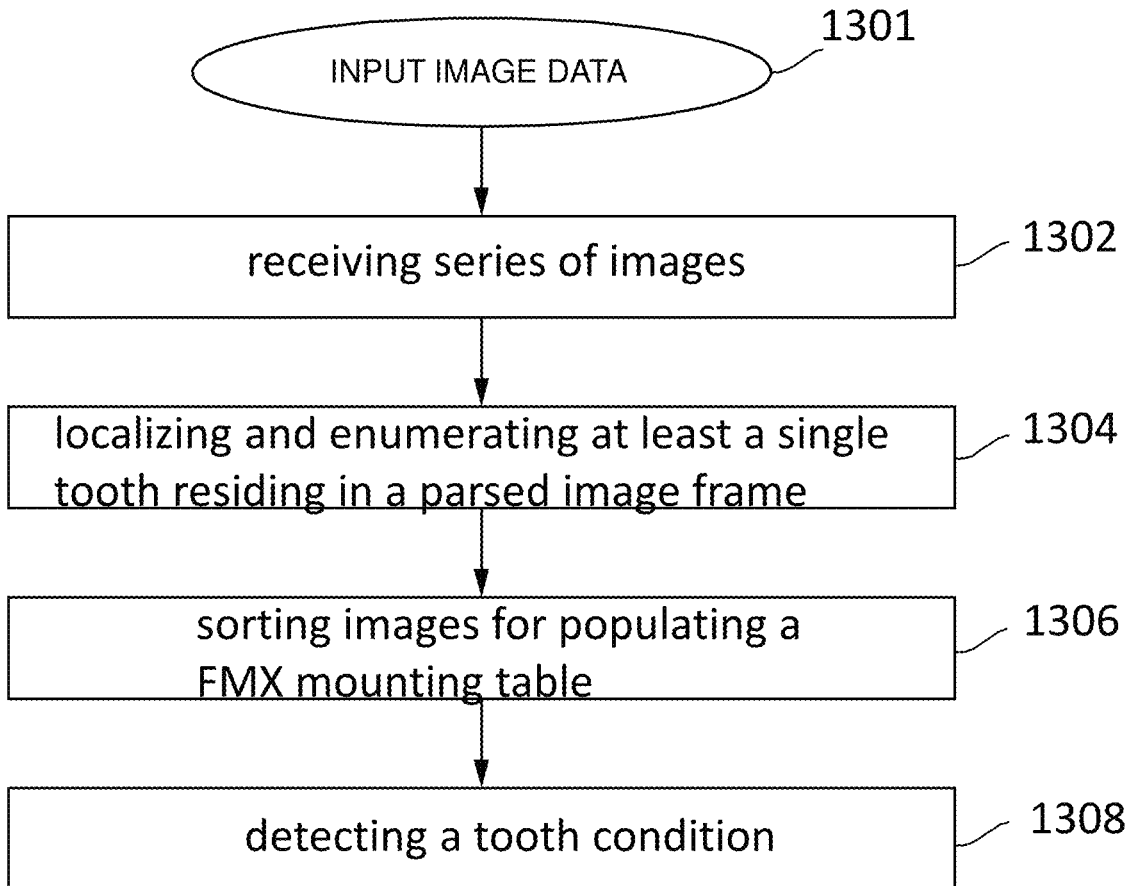 1301
INPUT IMAGE DATA
1302
receiving series of images
1304
localizing and enumerating at least a single
tooth residing in a parsed image frame
1306
sorting images for populating a
FMX mounting table
1308
detecting a tooth condition